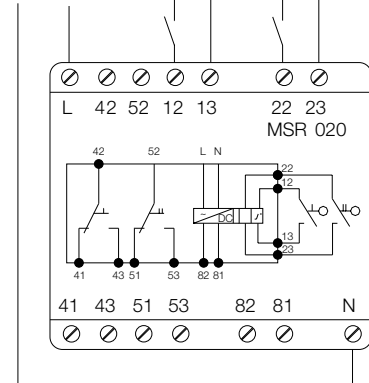 L 42 52 12 13 22 23
MSR 020
42 52 L N
22
12
~ DC
13
23
41 43 51 53 82 81
41 43 51 53 82 81 N